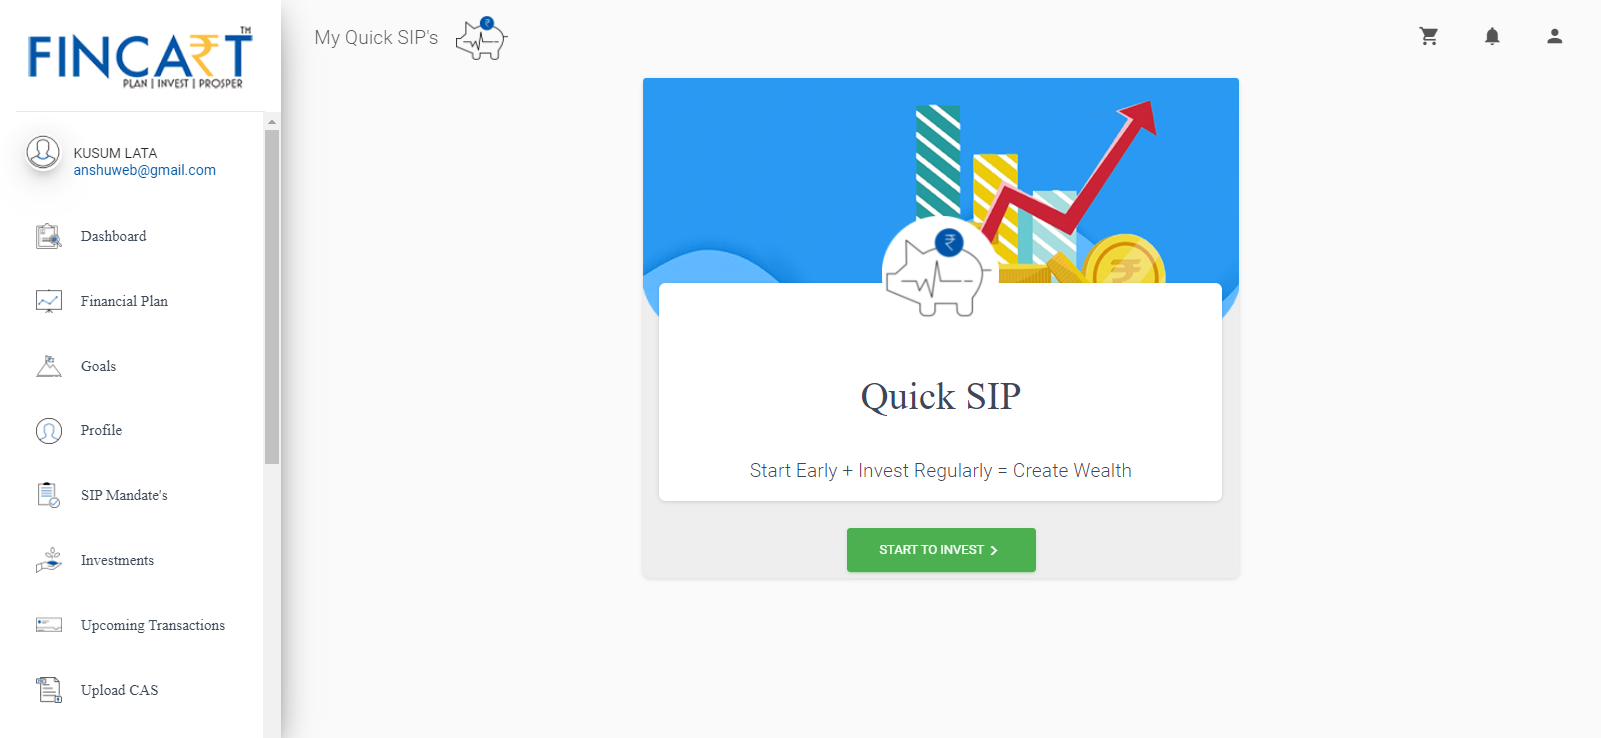 FINCART™
PLAN | INVEST | PROSPER
KUSUM LATA
anshuweb@gmail.com
Dashboard
Financial Plan
Goals
Profile
SIP Mandate's
Investments
Upcoming Transactions
Upload CAS
My Quick SIP's
₹
₹
₹
Quick SIP
Start Early + Invest Regularly = Create Wealth
START TO INVEST